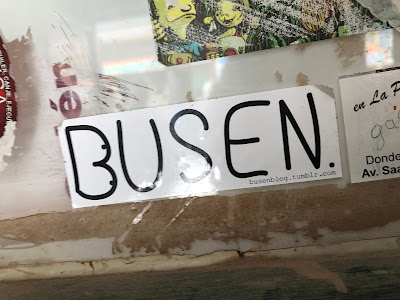 BUSEN.
busenblog.tumblr.com
en La P
Donde
Av. Saa